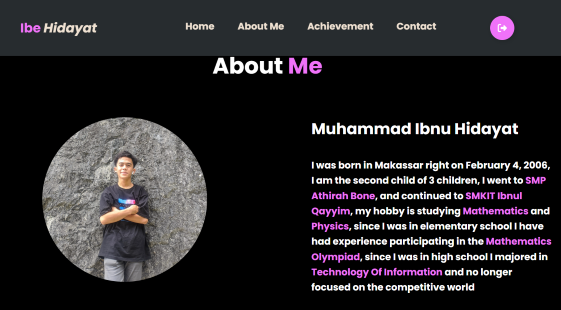 Ibe Hidayat
Home About Me Achievement Contact
About Me
Muhammad Ibnu Hidayat
I was born in Makassar right on February 4, 2006,
I am the second child of 3 children, I went to SMP
Athirah Bone, and continued to SMKIT Ibnul
Qayyim, my hobby is studying Mathematics and
Physics, since I was in elementary school I have
had experience participating in the Mathematics
Olympiad, since I was in high school I majored in
Technology Of Information and no longer
focused on the competitive world